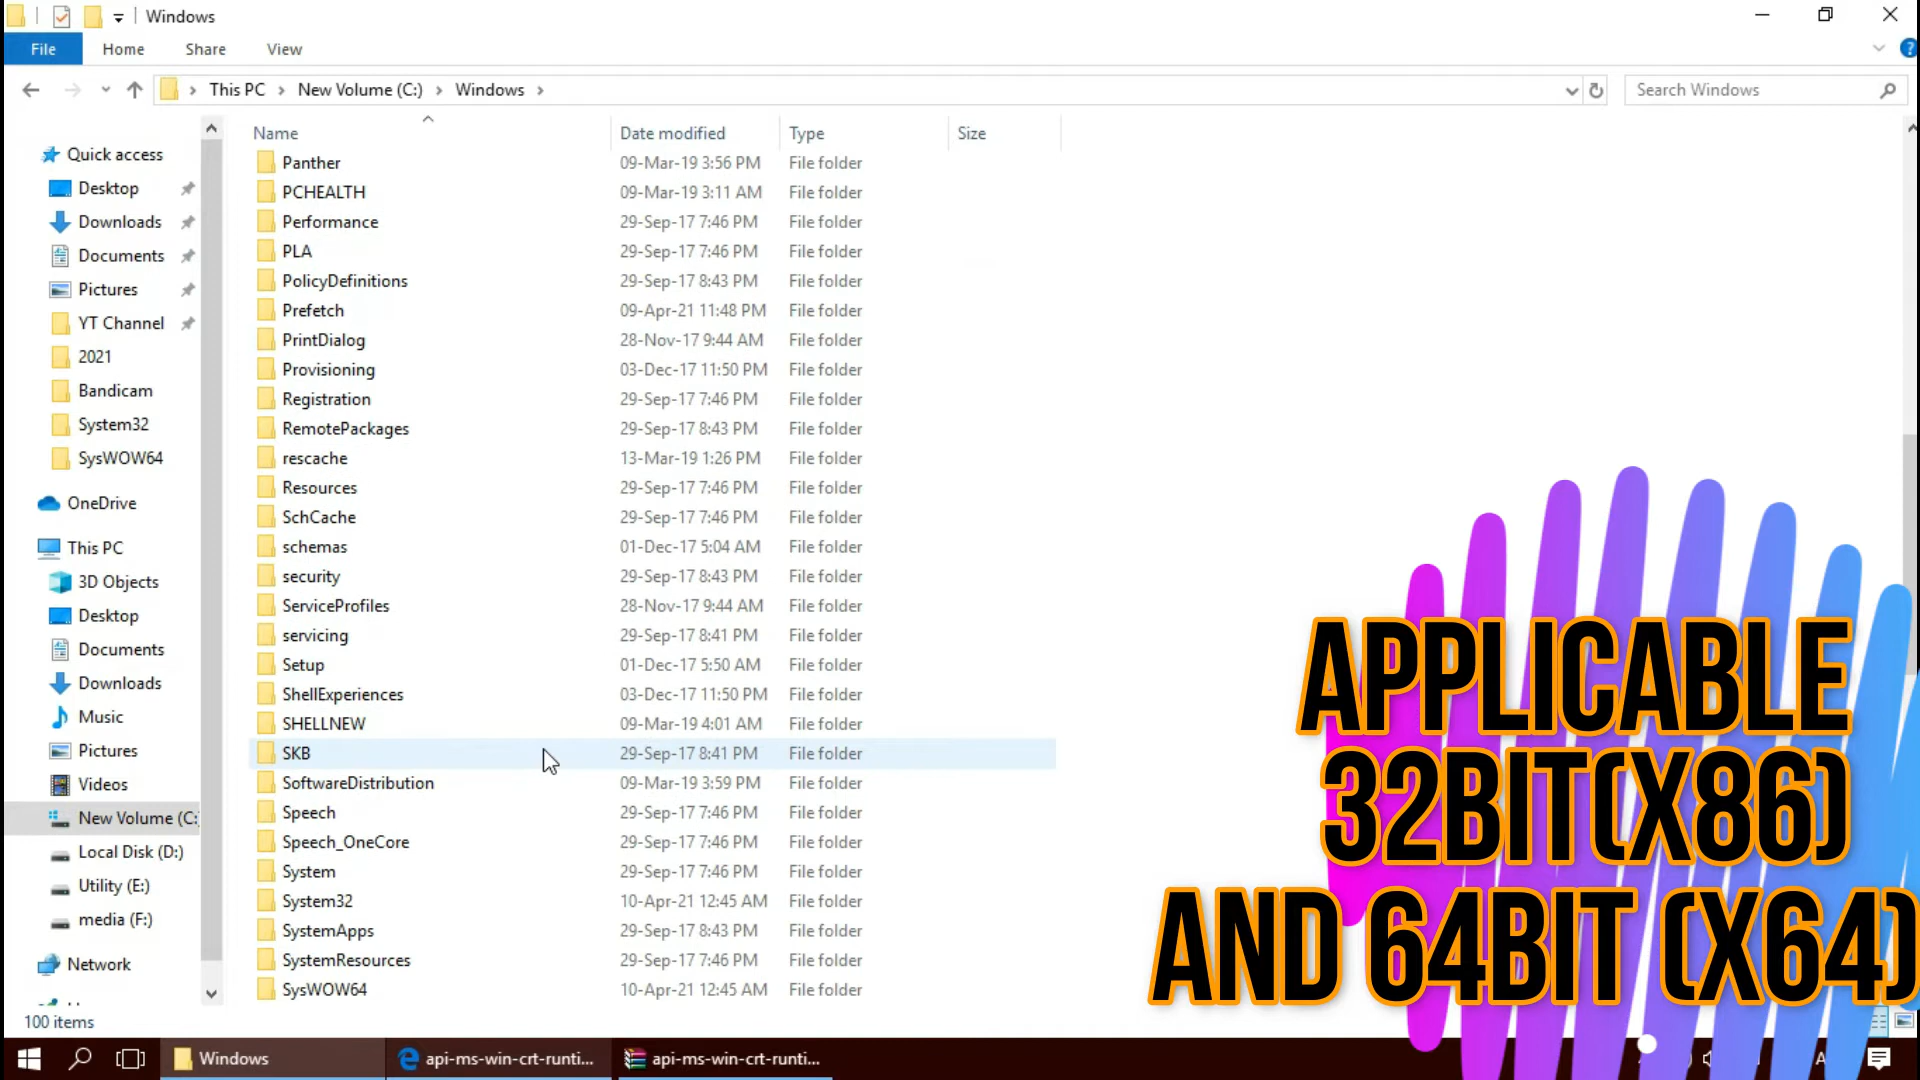 Windows
File Home Share View
This PC > New Volume (C:) > Windows >
Search Windows
Name Date modified Type Size
Quick access
Desktop
Downloads
Documents
Pictures
YT Channel
2021
Bandicam
System32
SysWOW64
OneDrive
This PC
3D Objects
Desktop
Documents
Downloads
Music
Pictures
Videos
New Volume (C:
Local Disk (D:)
Utility (E:)
media (F:)
Network
Panther 09-Mar-19 3:56 PM File folder
PCHEALTH 09-Mar-19 3:11 AM File folder
Performance 29-Sep-17 7:46 PM File folder
PLA 29-Sep-17 7:46 PM File folder
PolicyDefinitions 29-Sep-17 8:43 PM File folder
Prefetch 09-Apr-21 11:48 PM File folder
PrintDialog 28-Nov-17 9:44 AM File folder
Provisioning 03-Dec-17 11:50 PM File folder
Registration 29-Sep-17 7:46 PM File folder
RemotePackages 29-Sep-17 8:43 PM File folder
rescache 13-Mar-19 1:26 PM File folder
Resources 29-Sep-17 7:46 PM File folder
SchCache 29-Sep-17 7:46 PM File folder
schemas 01-Dec-17 5:04 AM File folder
security 29-Sep-17 8:43 PM File folder
ServiceProfiles 28-Nov-17 9:44 AM File folder
servicing 29-Sep-17 8:41 PM File folder
Setup 01-Dec-17 5:50 AM File folder
ShellExperiences 03-Dec-17 11:50 PM File folder
SHELLNEW 09-Mar-19 4:01 AM File folder
SKB 29-Sep-17 8:41 PM File folder
SoftwareDistribution 09-Mar-19 3:59 PM File folder
Speech 29-Sep-17 7:46 PM File folder
Speech_OneCore 29-Sep-17 7:46 PM File folder
System 29-Sep-17 7:46 PM File folder
System32 10-Apr-21 12:45 AM File folder
SystemApps 29-Sep-17 8:43 PM File folder
SystemResources 29-Sep-17 7:46 PM File folder
SysWOW64 10-Apr-21 12:45 AM File folder
APPLICABLE
32BIT(X86)
AND 64BIT (X64)
100 items
Windows
api-ms-win-crt-runti...
api-ms-win-crt-runti...